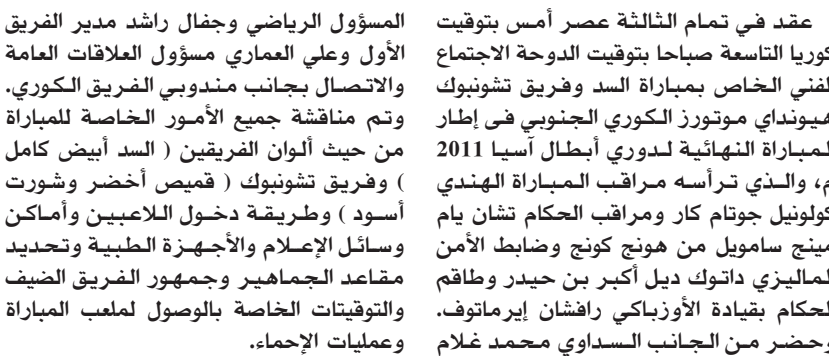 عقد في تمام الثالثة عصر أمس بتوقيت
كوريا التاسعة صباحا بتوقيت الدوحة الاجتماع
الفني الخاص بمباراة السد وفريق تشونبوك
هيونداي موتورز الكوري الجنوبي فى إطار
المباراة النهائية لدوري أبطال آسيا 2011
م، والذي ترأسه مراقب المباراة الهندي
كولونيل جوتام كار ومراقب الحكام تشان يام
مينج سامويل من هونج كونج وضابط الأمن
الماليزي داتوك ديل أكبر بن حيدر وطاقم
الحكام بقيادة الأوزباكي رافشان إيرماتوف.
وحضر من الجانب السداوي محمد غلام
المسؤول الرياضي وجفال راشد مدير الفريق
الأول وعلي العماري مسؤول العلاقات العامة
والاتصال بجانب مندوبي الفريق الكوري.
وتم مناقشة جميع الأمور الخاصة للمباراة
من حيث ألوان الفريقين ( السد أبيض كامل
) وفريق تشونبوك ( قميص أخضر وشورت
أسود ) وطريقة دخول اللاعبين وأماكن
وسائل الإعلام والأجهزة الطبية وتحديد
مقاعد الجماهير وجمهور الفريق الضيف
والتوقيتات الخاصة بالوصول لملعب المباراة
وعمليات الإحماء.